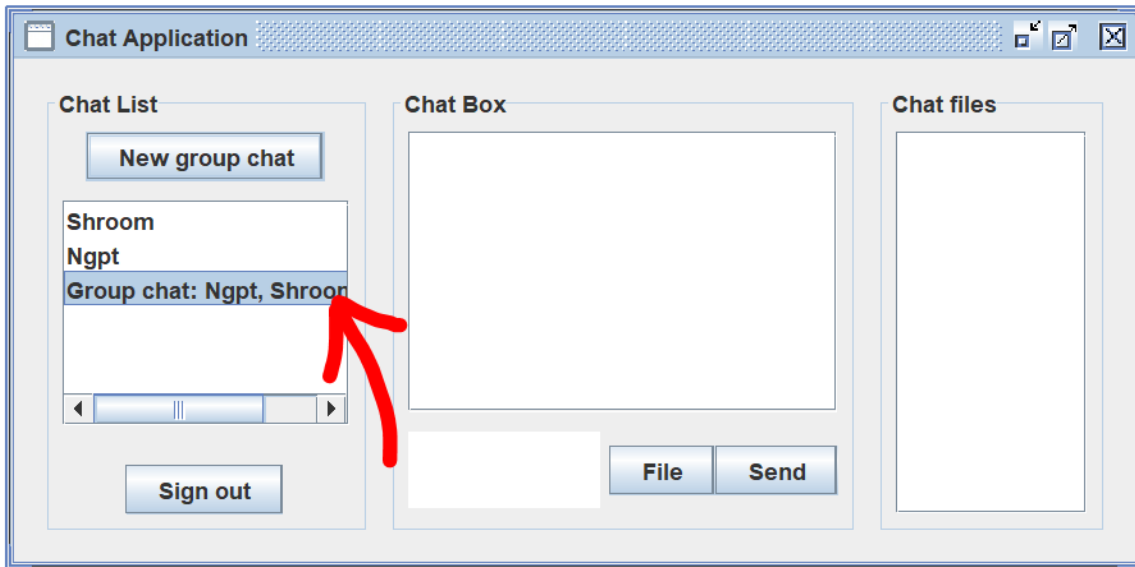 Chat Application
Chat List
New group chat
Shroom
Ngpt
Group chat: Ngpt, Shroom
Sign out
Chat Box
File
Send
Chat files